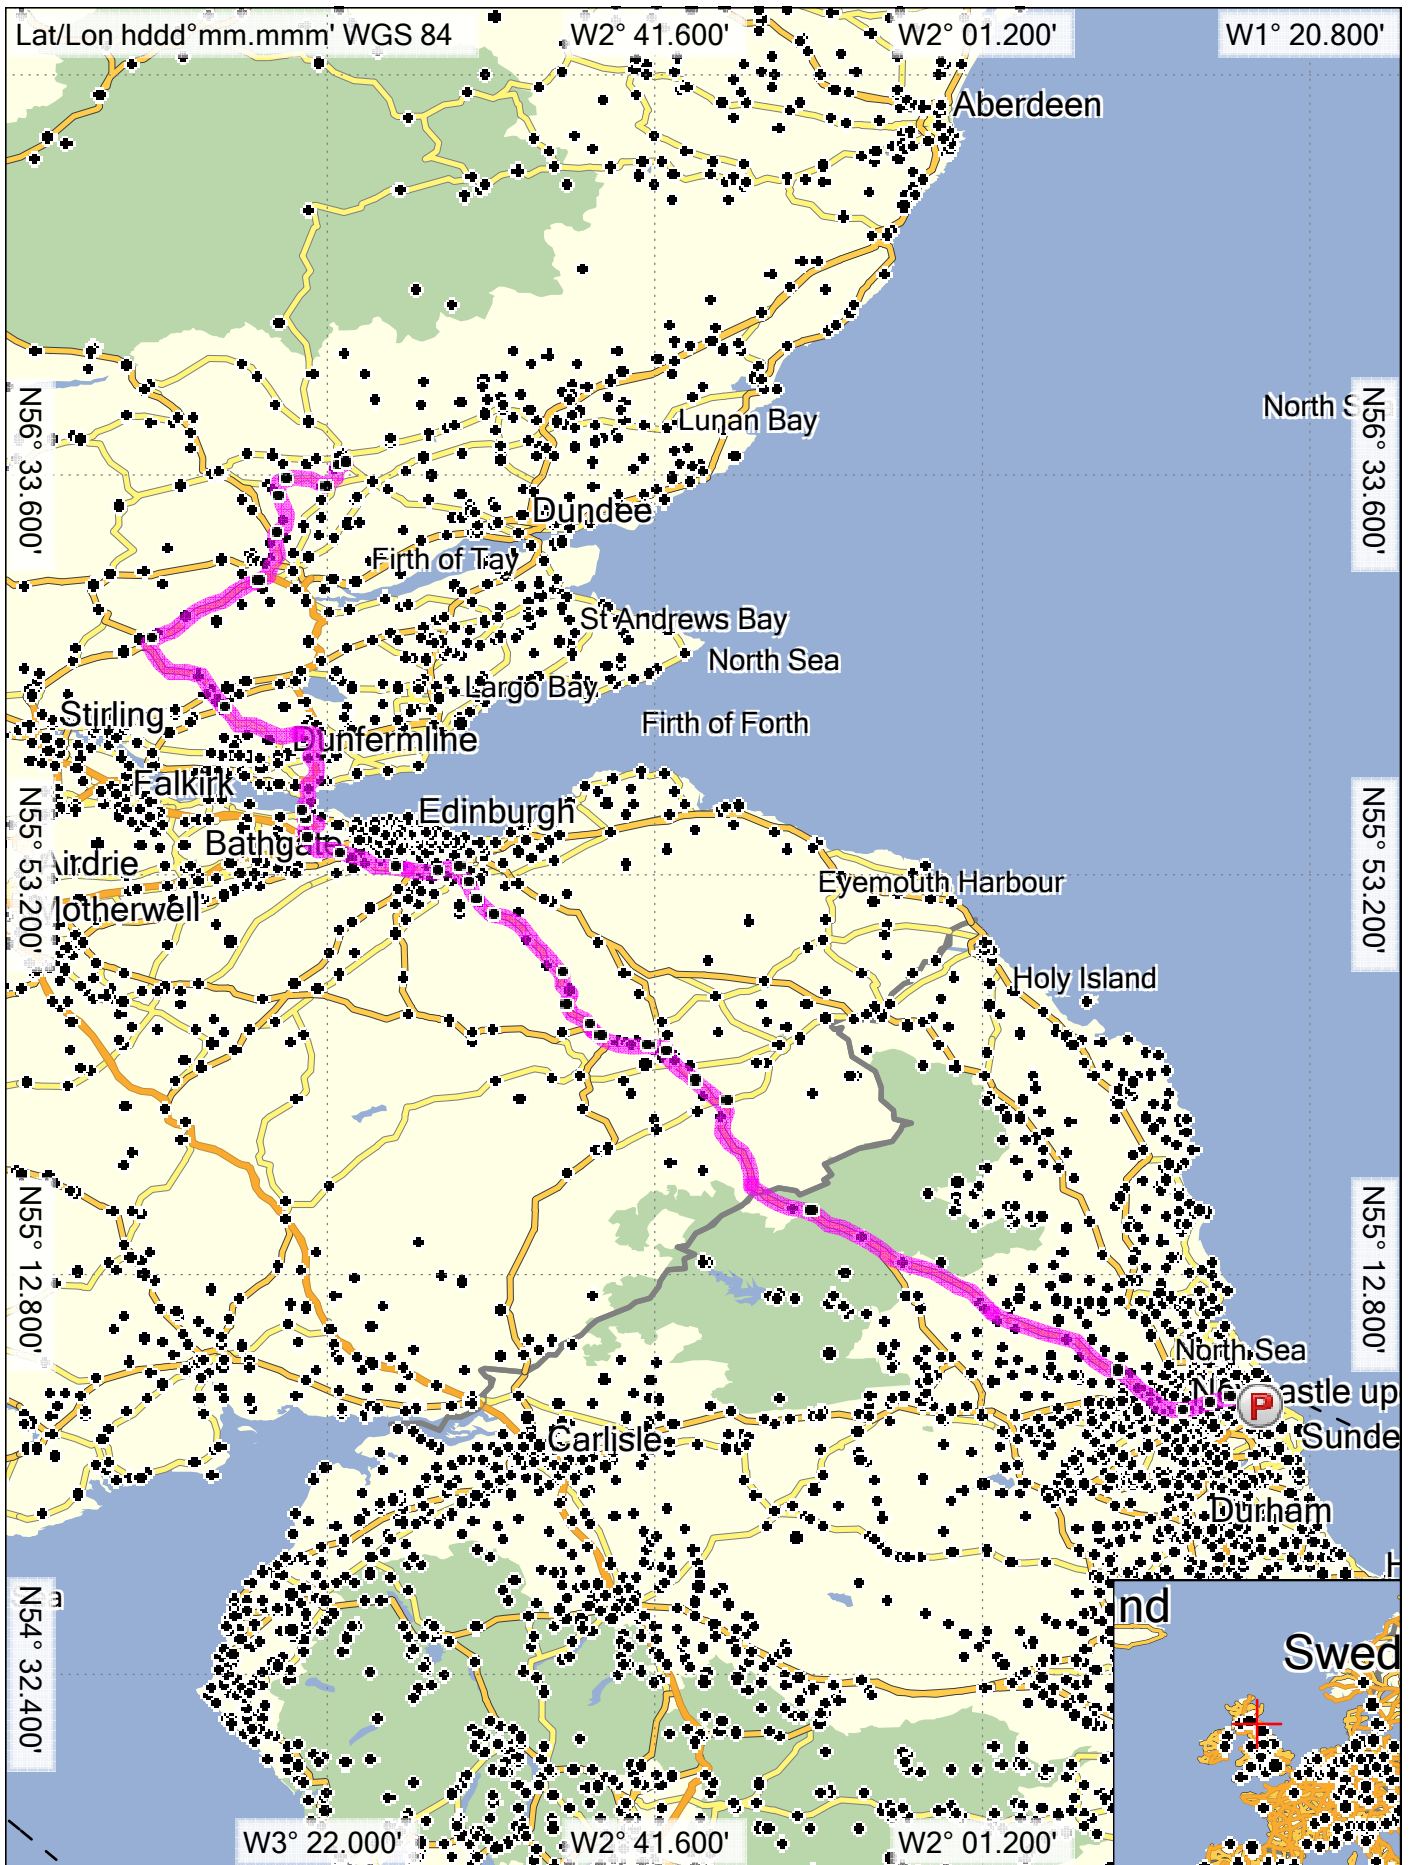 Lat/Lon hddd°mm.mmm' WGS 84
W2° 41.600'
W2° 01.200'
W1° 20.800'
Aberdeen
N56° 33.600'
Lunan Bay
North S
N56° 33.600'
Dundee
Firth of Tay
St Andrews Bay
North Sea
Largo Bay
Stirling
Firth of Forth
Dunfermline
Falkirk
N55° 53.200'
Edinburgh
N55° 53.200'
Bathgate
Airdrie
Eyemouth Harbour
Motherwell
Holy Island
N55° 12.800'
N55° 12.800'
North Sea
P
astle up
Sunde
Carlisle
Durham
H
N54° 32.400'
a
nd
Swed
W3° 22.000'
W2° 41.600'
W2° 01.200'